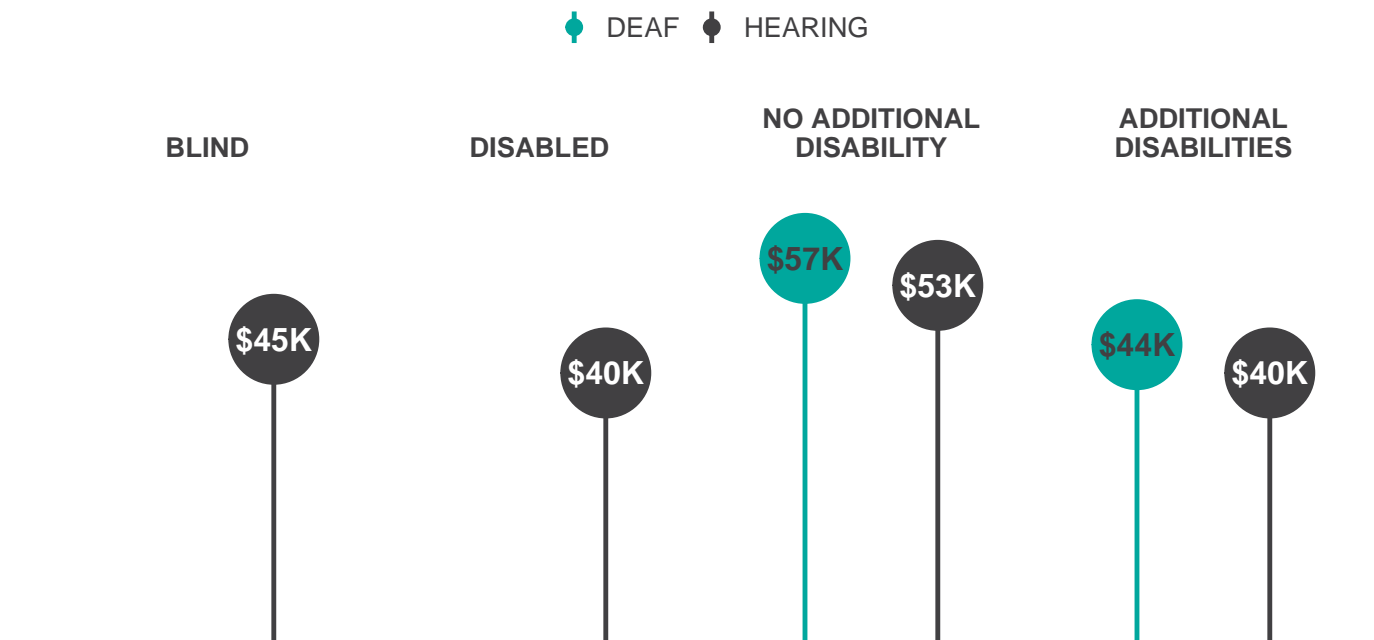 DEAF HEARING
BLIND
DISABLED
NO ADDITIONAL
DISABILITY
ADDITIONAL
DISABILITIES
$45K
$40K
$57K
$53K
$44K
$40K